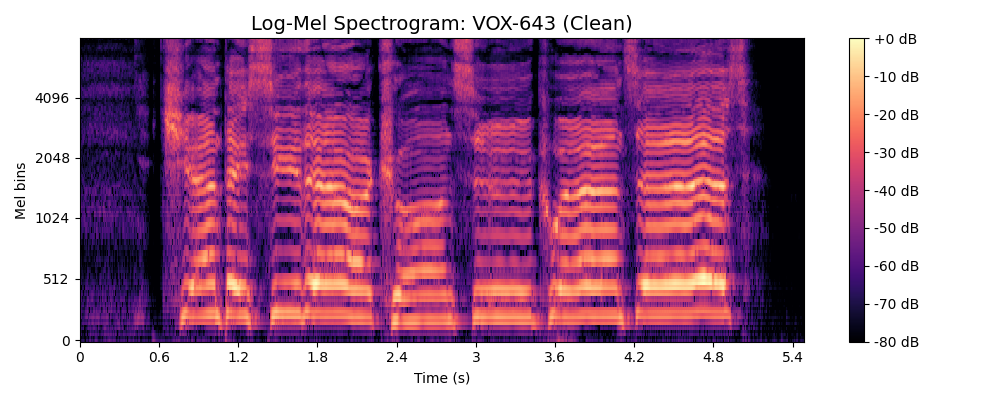 Log-Mel Spectrogram: VOX-643 (Clean)
Mel bins
4096
2048
1024
512
0
0 0.6 1.2 1.8 2.4 3 3.6 4.2 4.8 5.4
Time (s)
+0 dB
-10 dB
-20 dB
-30 dB
-40 dB
-50 dB
-60 dB
-70 dB
-80 dB